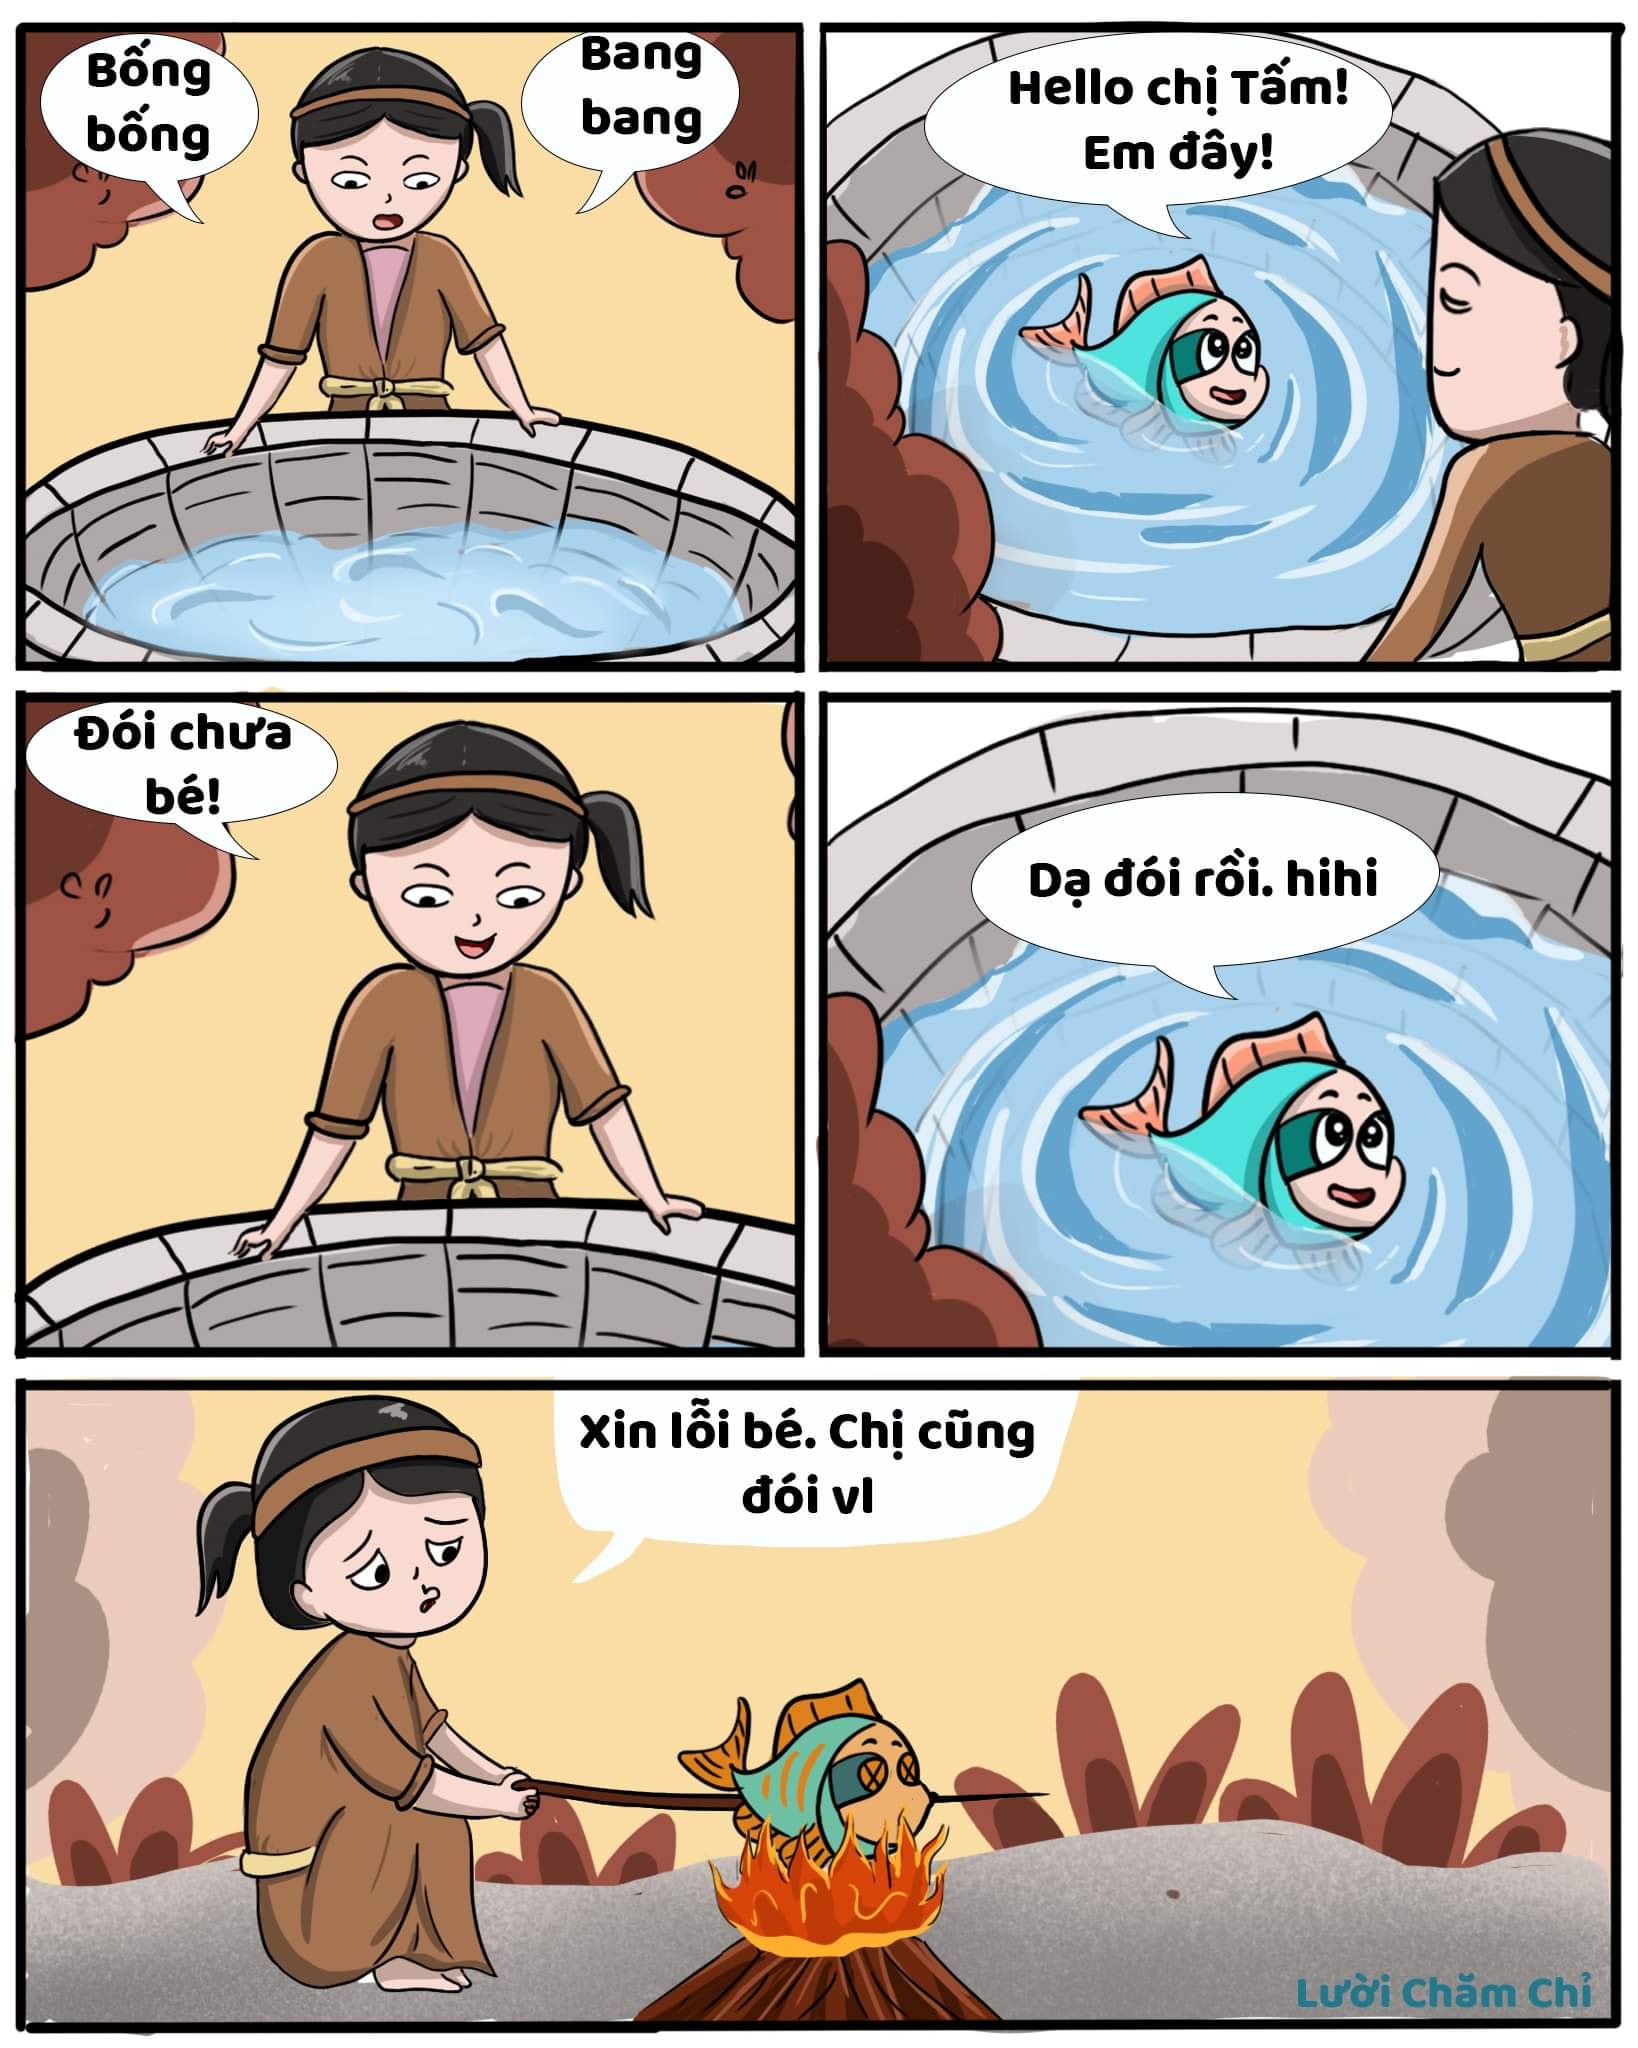 Bống
bống
Bang
bang
Hello chị Tấm!
Em đây!
Đói chưa
bé!
Dạ đói rồi. hihi
Xin lỗi bé. Chị cũng
đói vl
Lười Chăm Chỉ